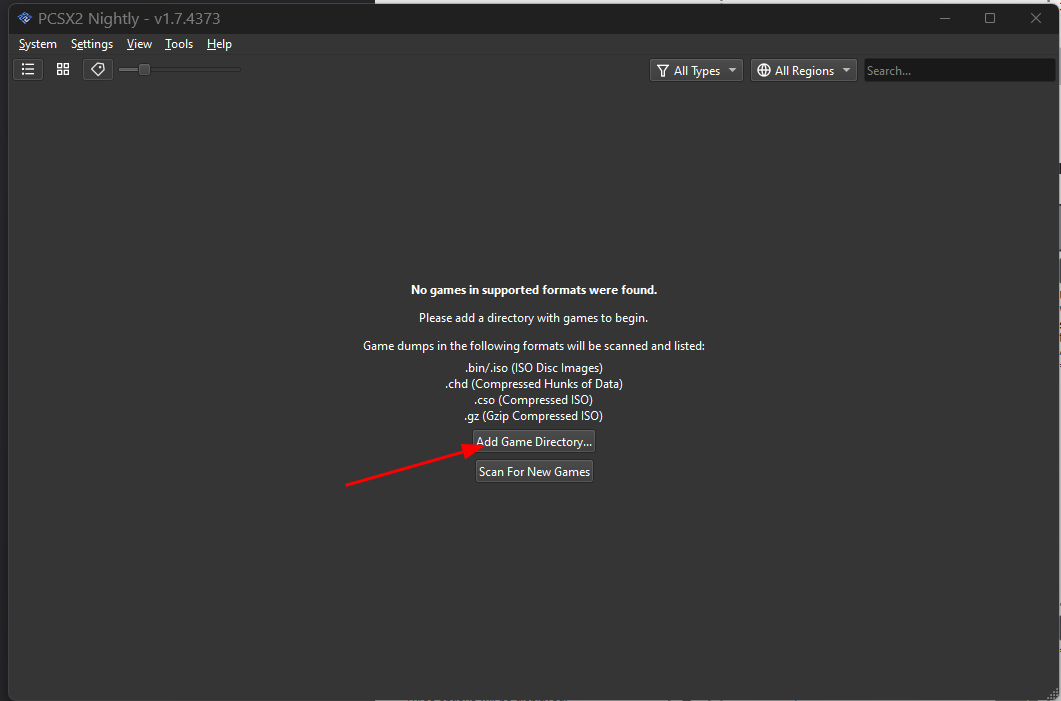 PCSX2 Nightly - v1.7.4373
System Settings View Tools Help
All Types All Regions Search...
No games in supported formats were found.
Please add a directory with games to begin.
Game dumps in the following formats will be scanned and listed:
.bin/.iso (ISO Disc Images)
.chd (Compressed Hunks of Data)
.cso (Compressed ISO)
.gz (Gzip Compressed ISO)
Add Game Directory...
Scan For New Games